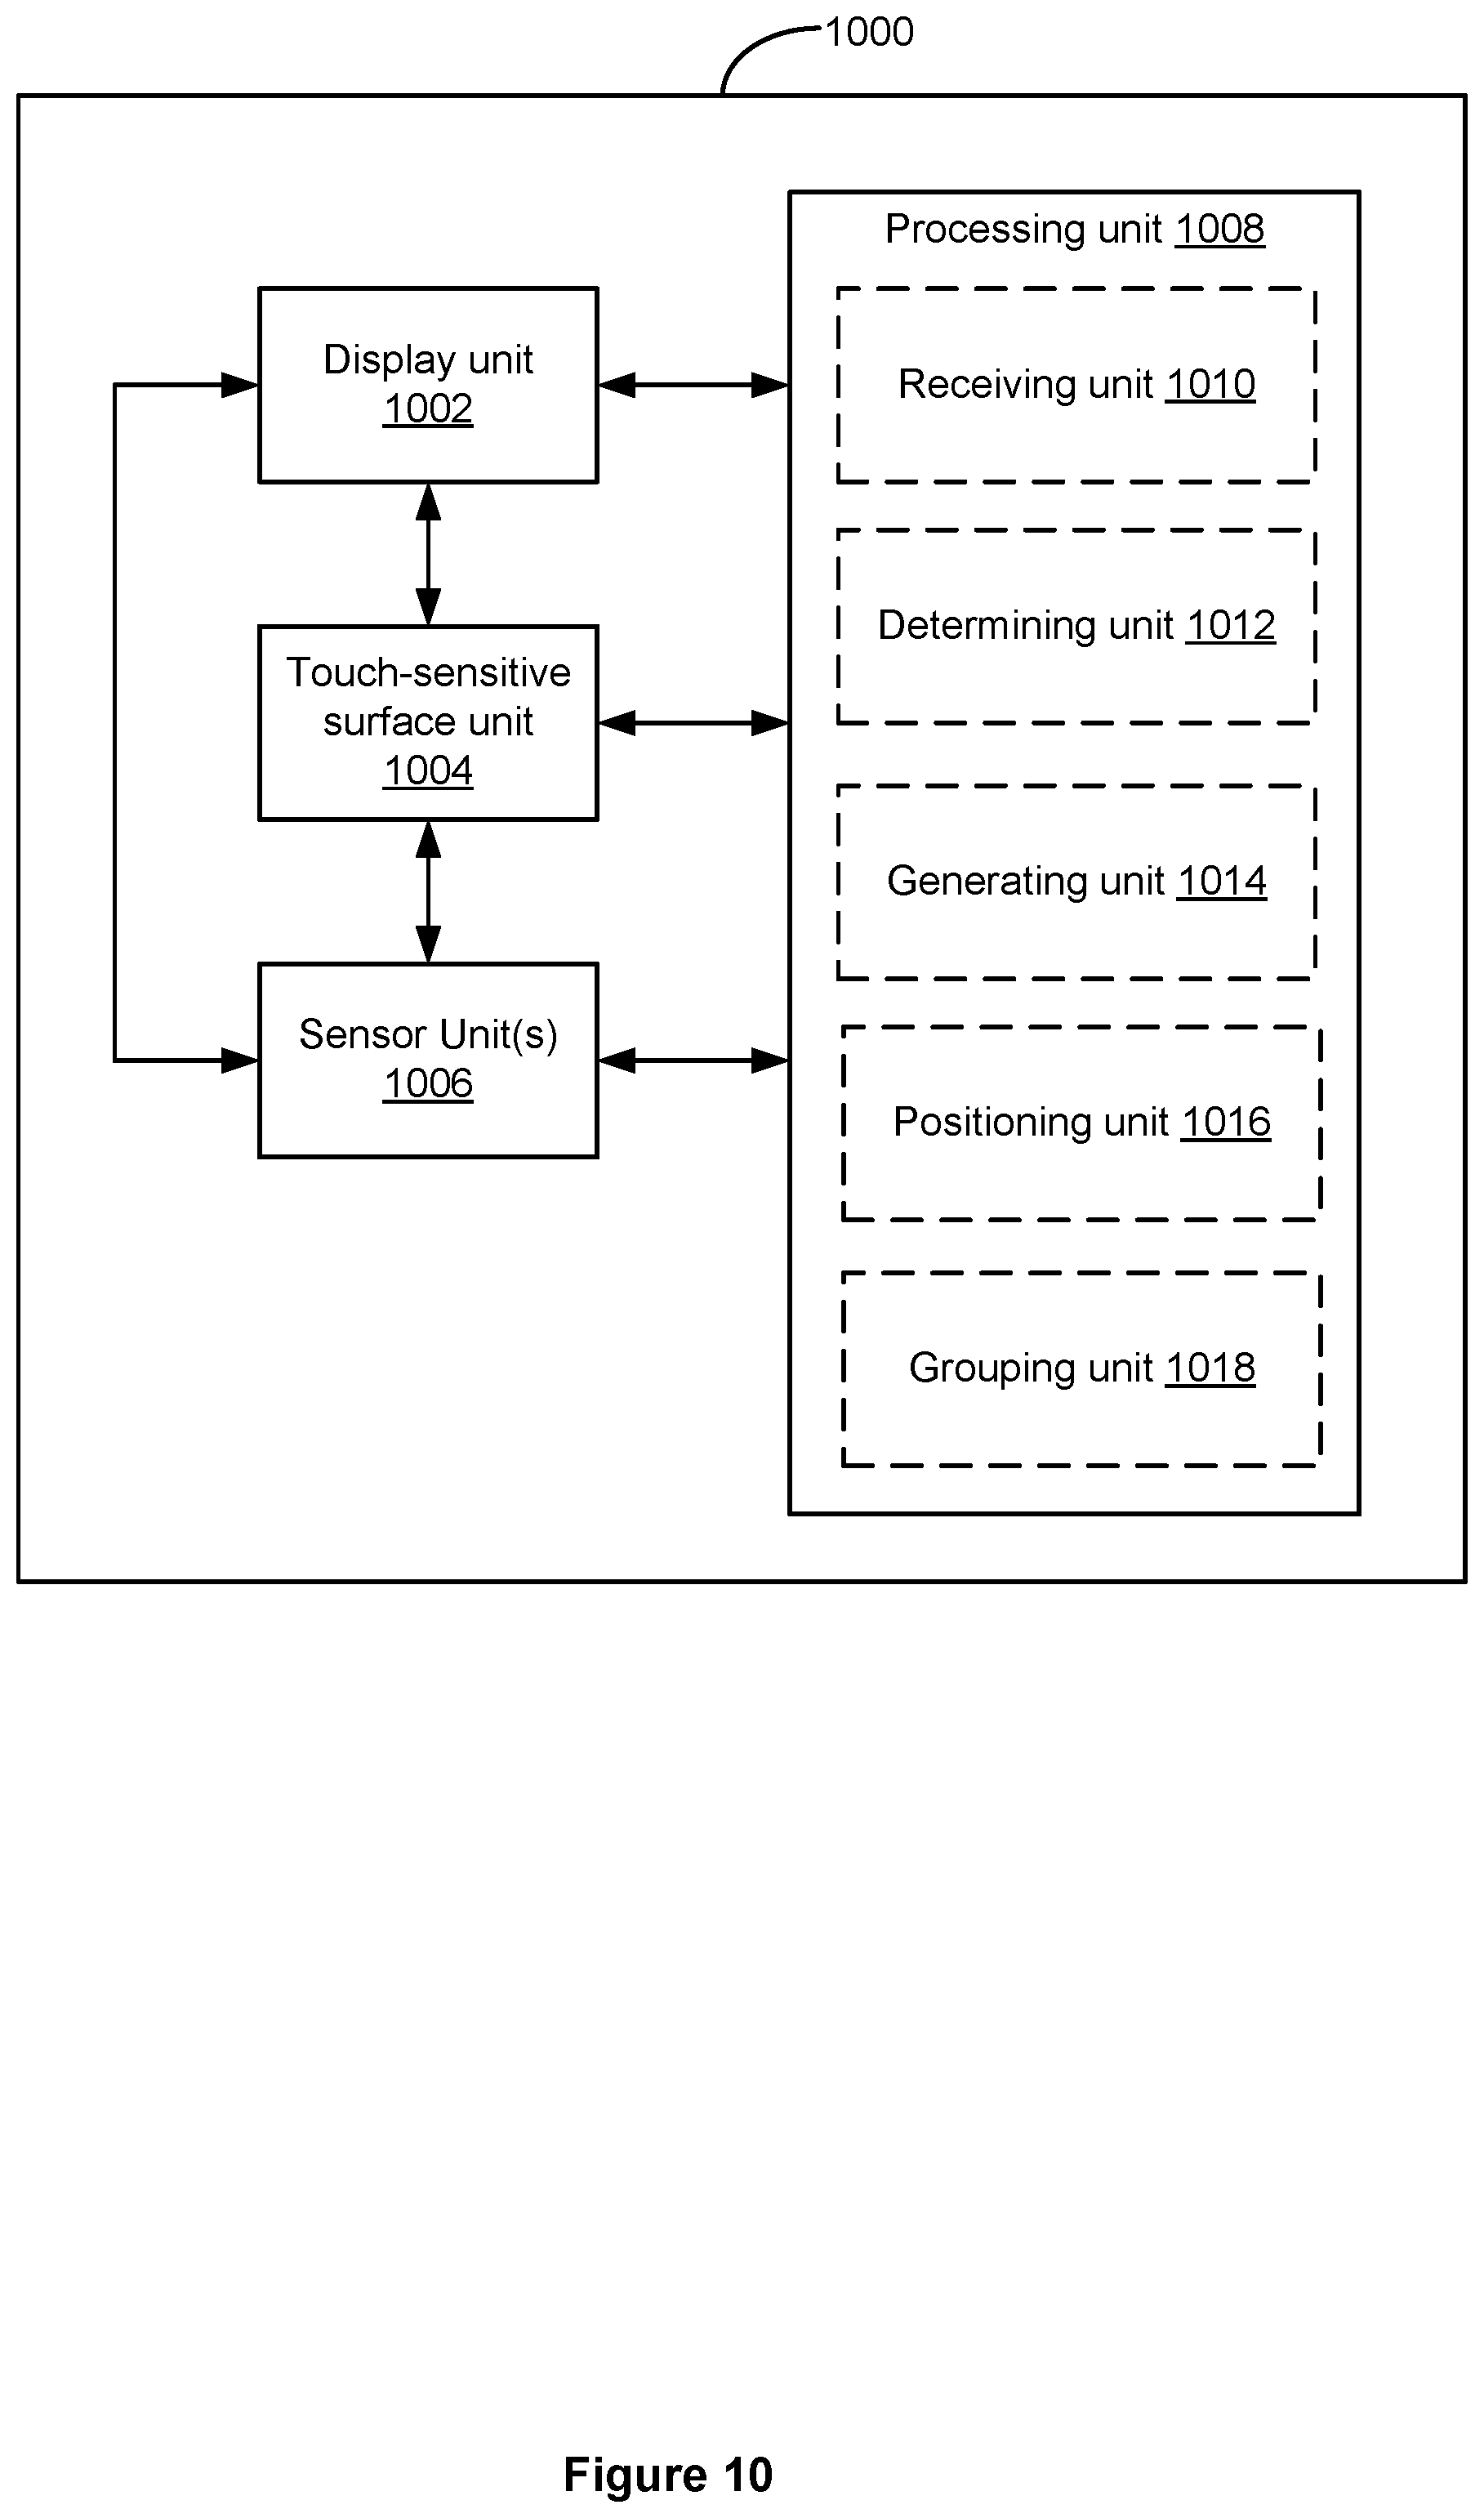 1000
Processing unit 1008
Display unit
1002
Receiving unit 1010
Touch-sensitive
surface unit
1004
Determining unit 1012
Generating unit 1014
Sensor Unit(s)
1006
Positioning unit 1016
Grouping unit 1018
Figure 10